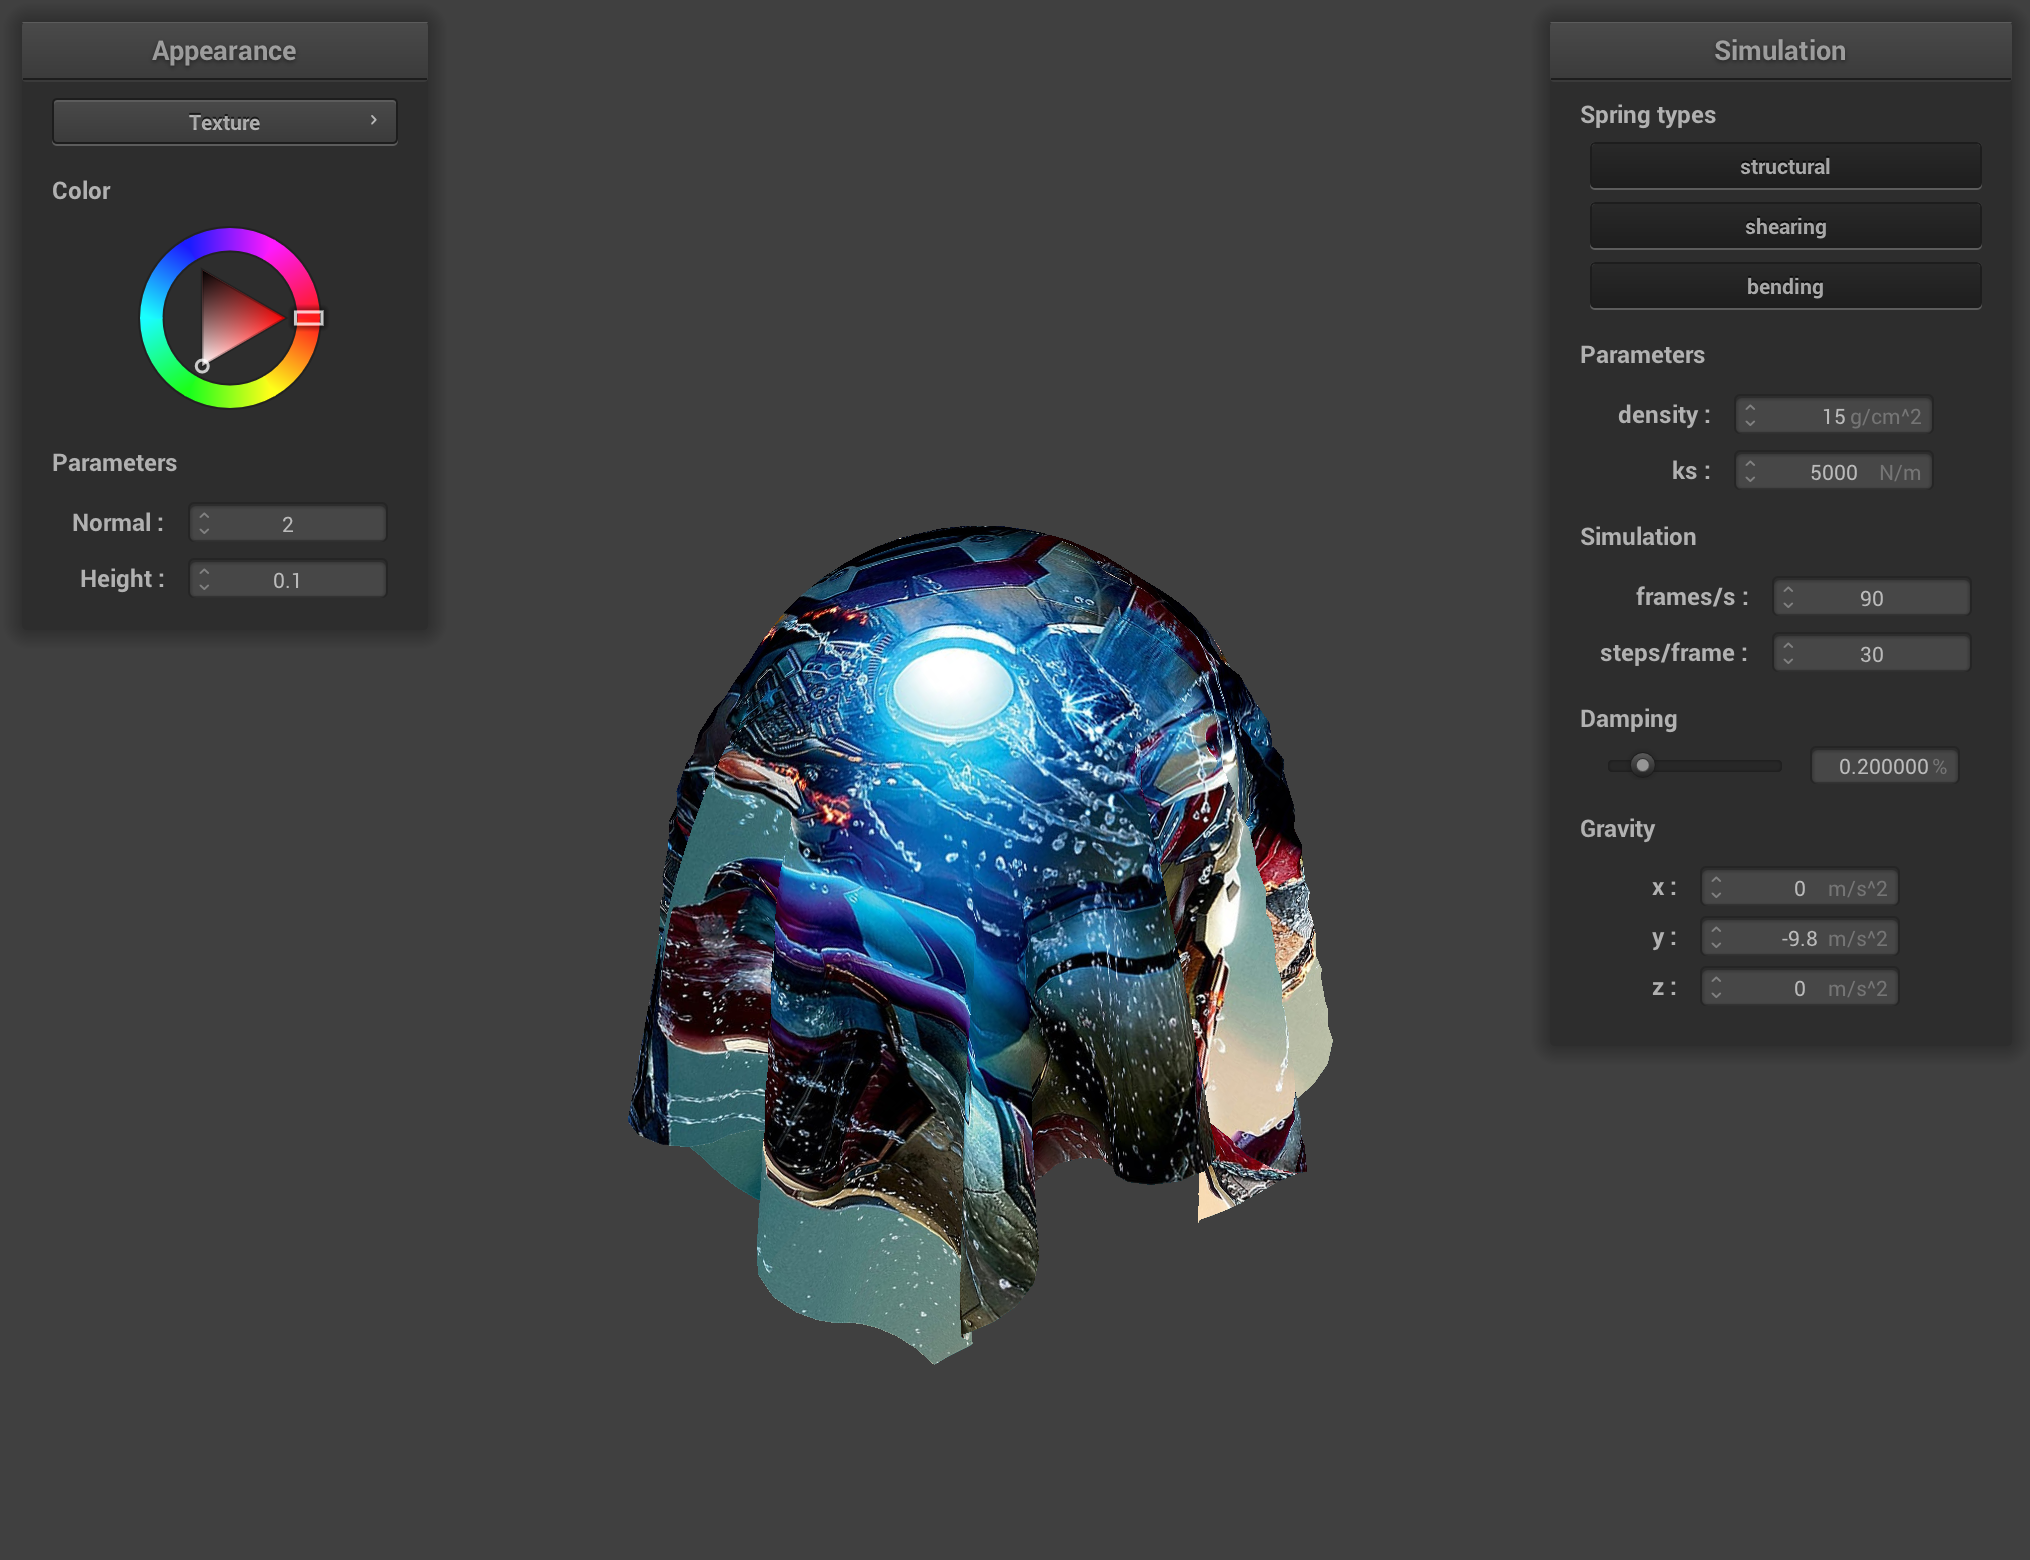 Appearance
Texture
Color
Parameters
Normal : 2
Height : 0.1
Simulation
Spring types
structural
shearing
bending
Parameters
density : 15 g/cm^2
ks : 5000 N/m
Simulation
frames/s : 90
steps/frame : 30
Damping
0.200000 %
Gravity
x : 0 m/s^2
y : -9.8 m/s^2
z : 0 m/s^2